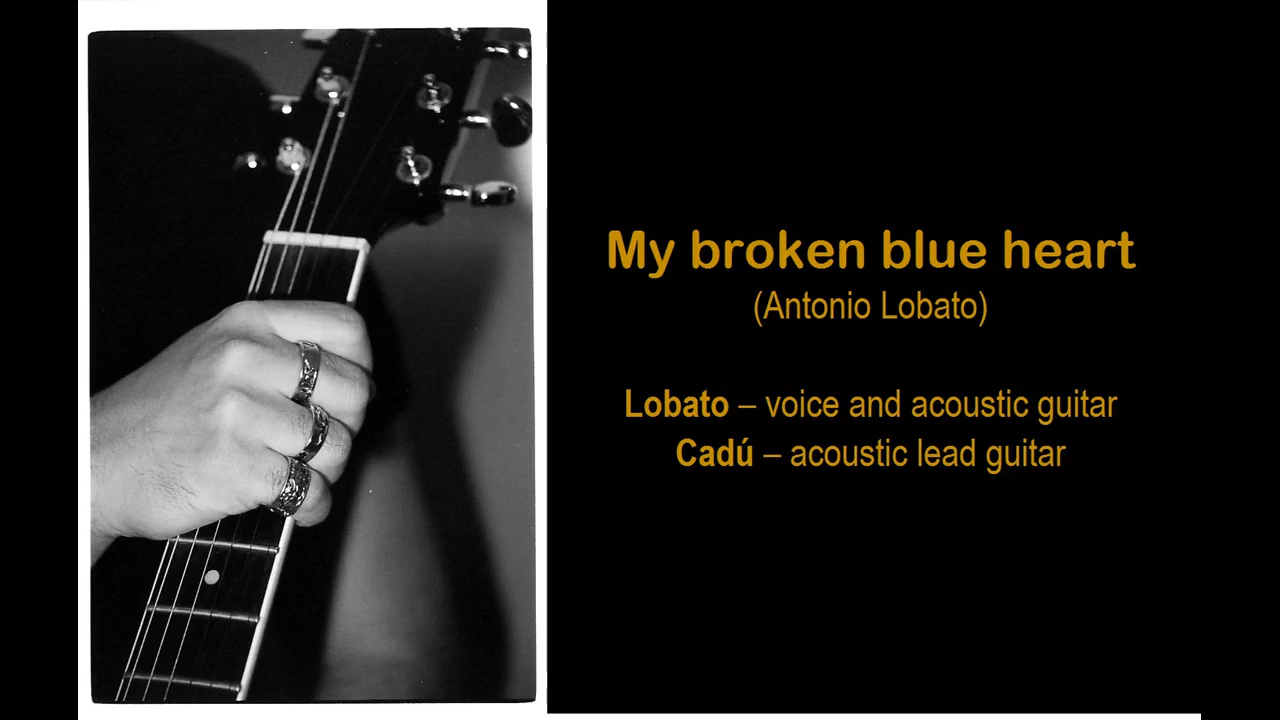 My broken blue heart
(Antonio Lobato)
Lobato – voice and acoustic guitar
Cadú – acoustic lead guitar